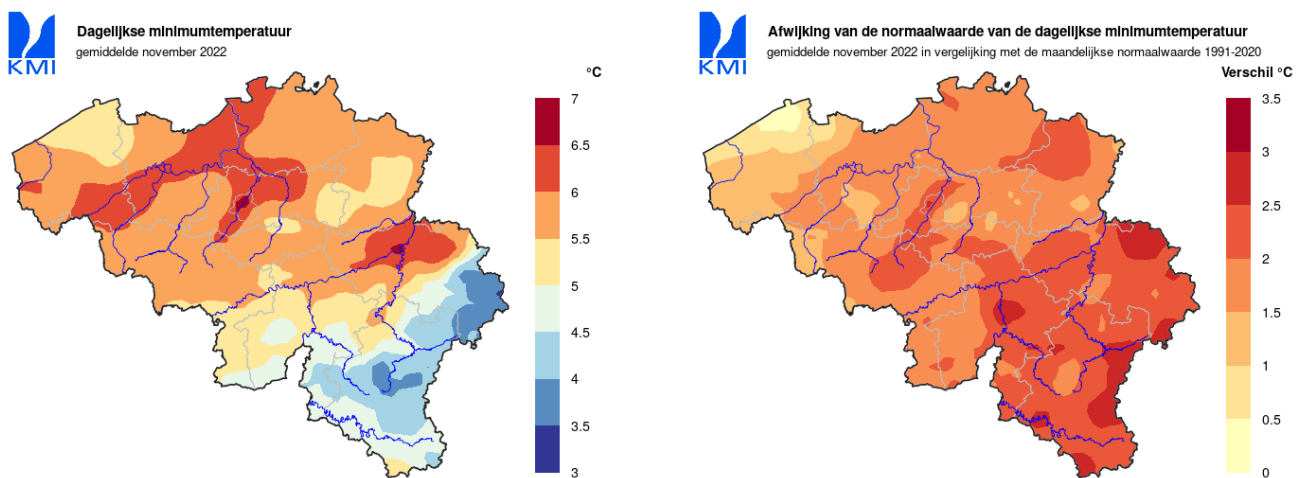 KMI
Dagelijkse minimumtemperatuur
gemiddelde november 2022
°C
7
6.5
6
5.5
5
4.5
4
3.5
3
KMI
Afwijking van de normaalwaarde van de dagelijkse minimumtemperatuur
gemiddelde november 2022 in vergelijking met de maandelijkse normaalwaarde 1991-2020
Verschil °C
3.5
3
2.5
2
1.5
1
0.5
0